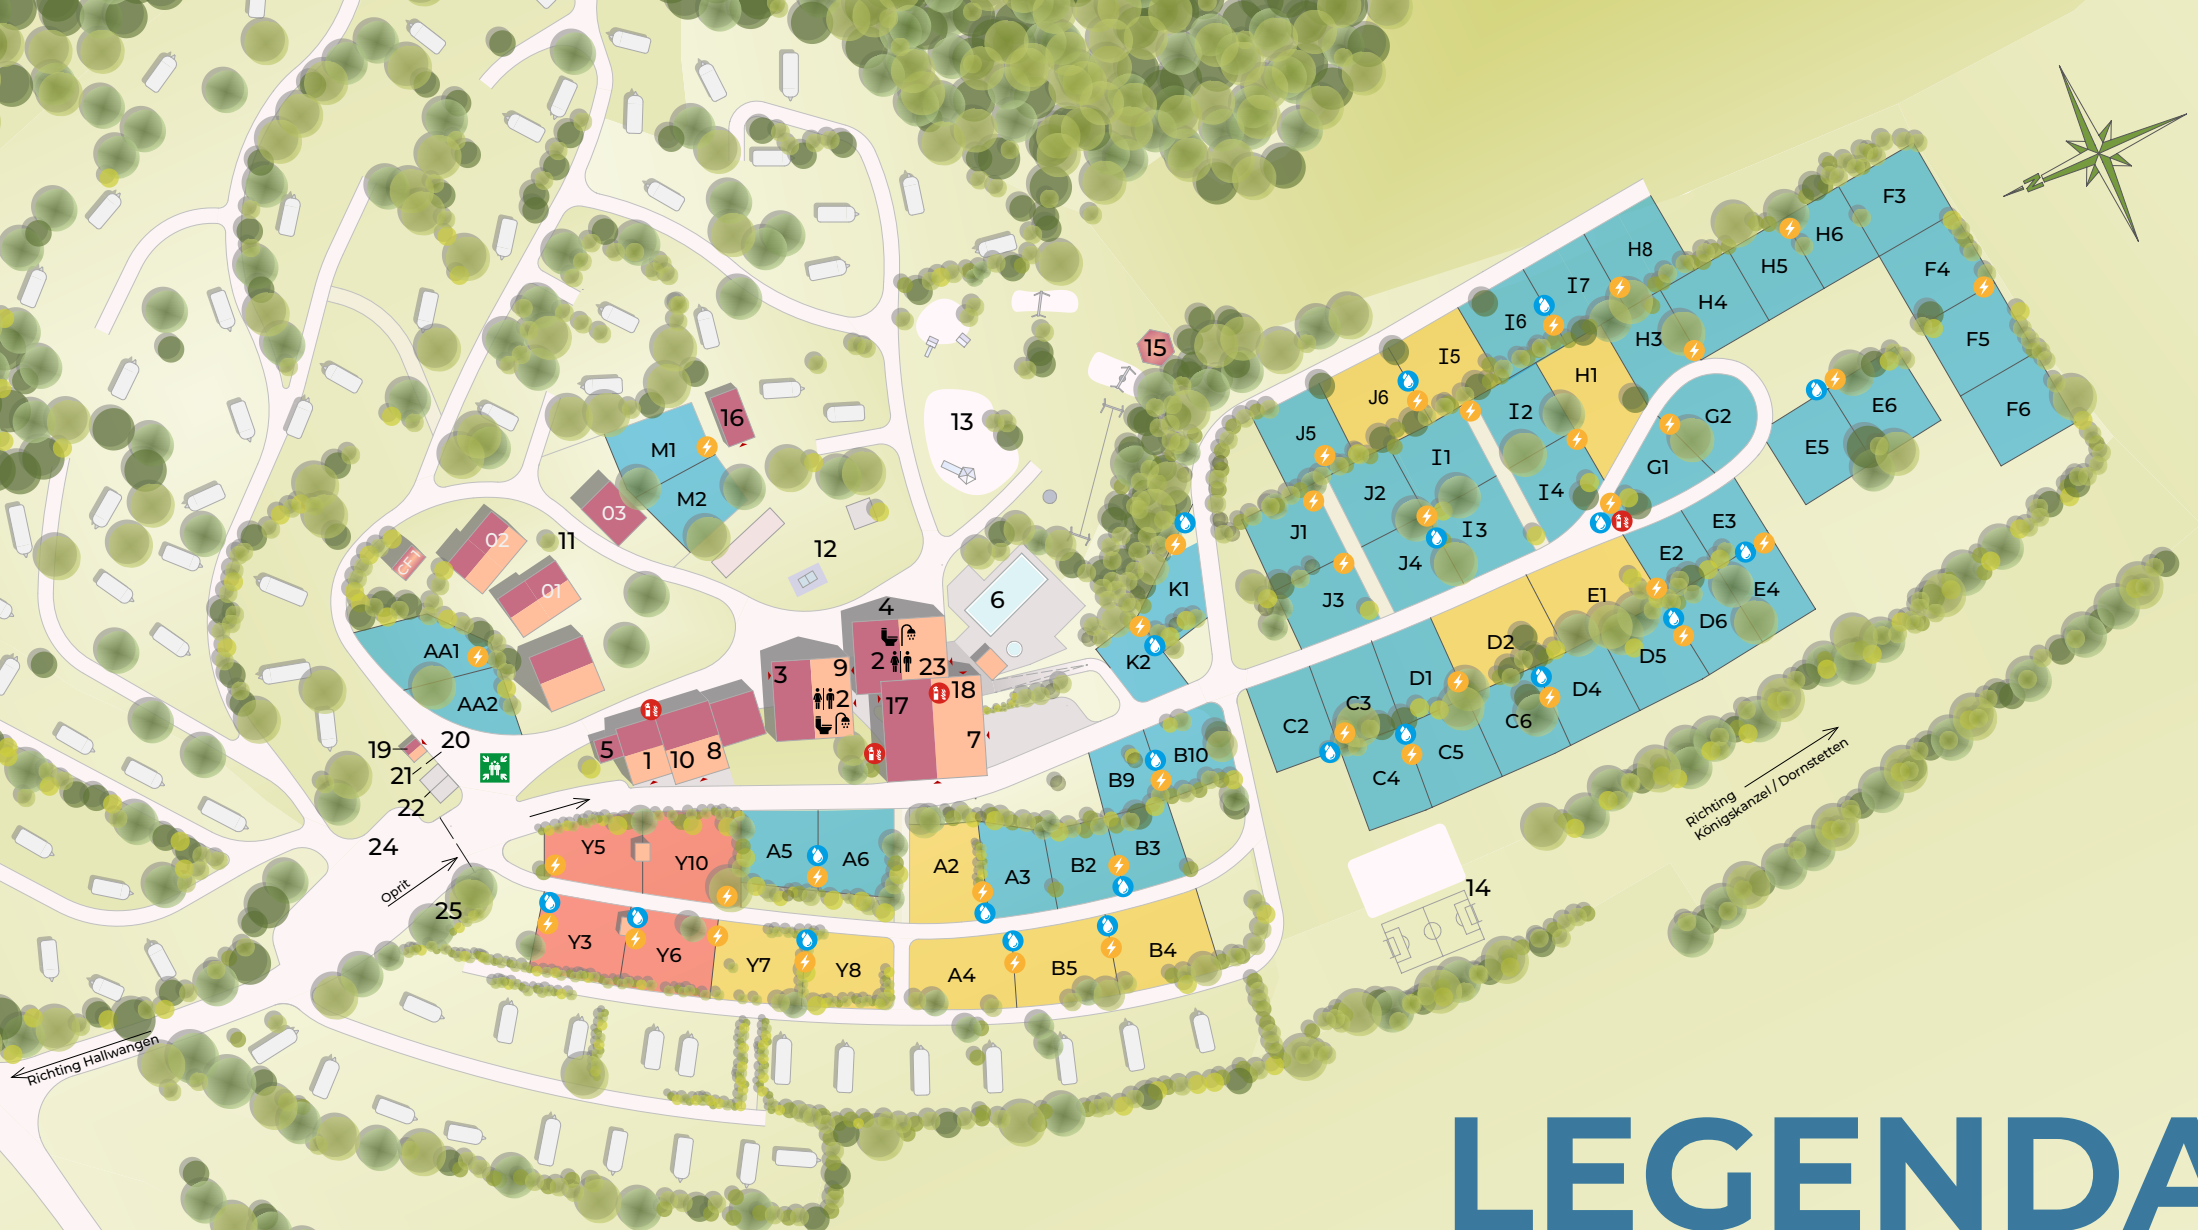 F3
H6
H8
H5
F4
I7
H4
I6
H3
F5
15
I5
H1
J6
E6
F6
I2
G2
16
13
J5
E5
M1
I1
G1
I4
J2
M2
03
E3
I3
J1
02
11
12
E2
J4
CF1
E4
01
K1
E1
6
J3
4
D6
D2
AA1
2
D5
K2
23
9
3
D1
18
D4
AA2
2
17
C3
C6
C2
20
7
19
5
C5
B10
8
1
10
21
C4
B9
22
Richting
Königskanzel / Dornstetten
24
Y5
A5
A6
B3
Y10
A2
B2
A3
14
Oprit
25
Y3
Y6
B4
Y7
Y8
B5
A4
N
Richting Hallwangen
LEGENDA